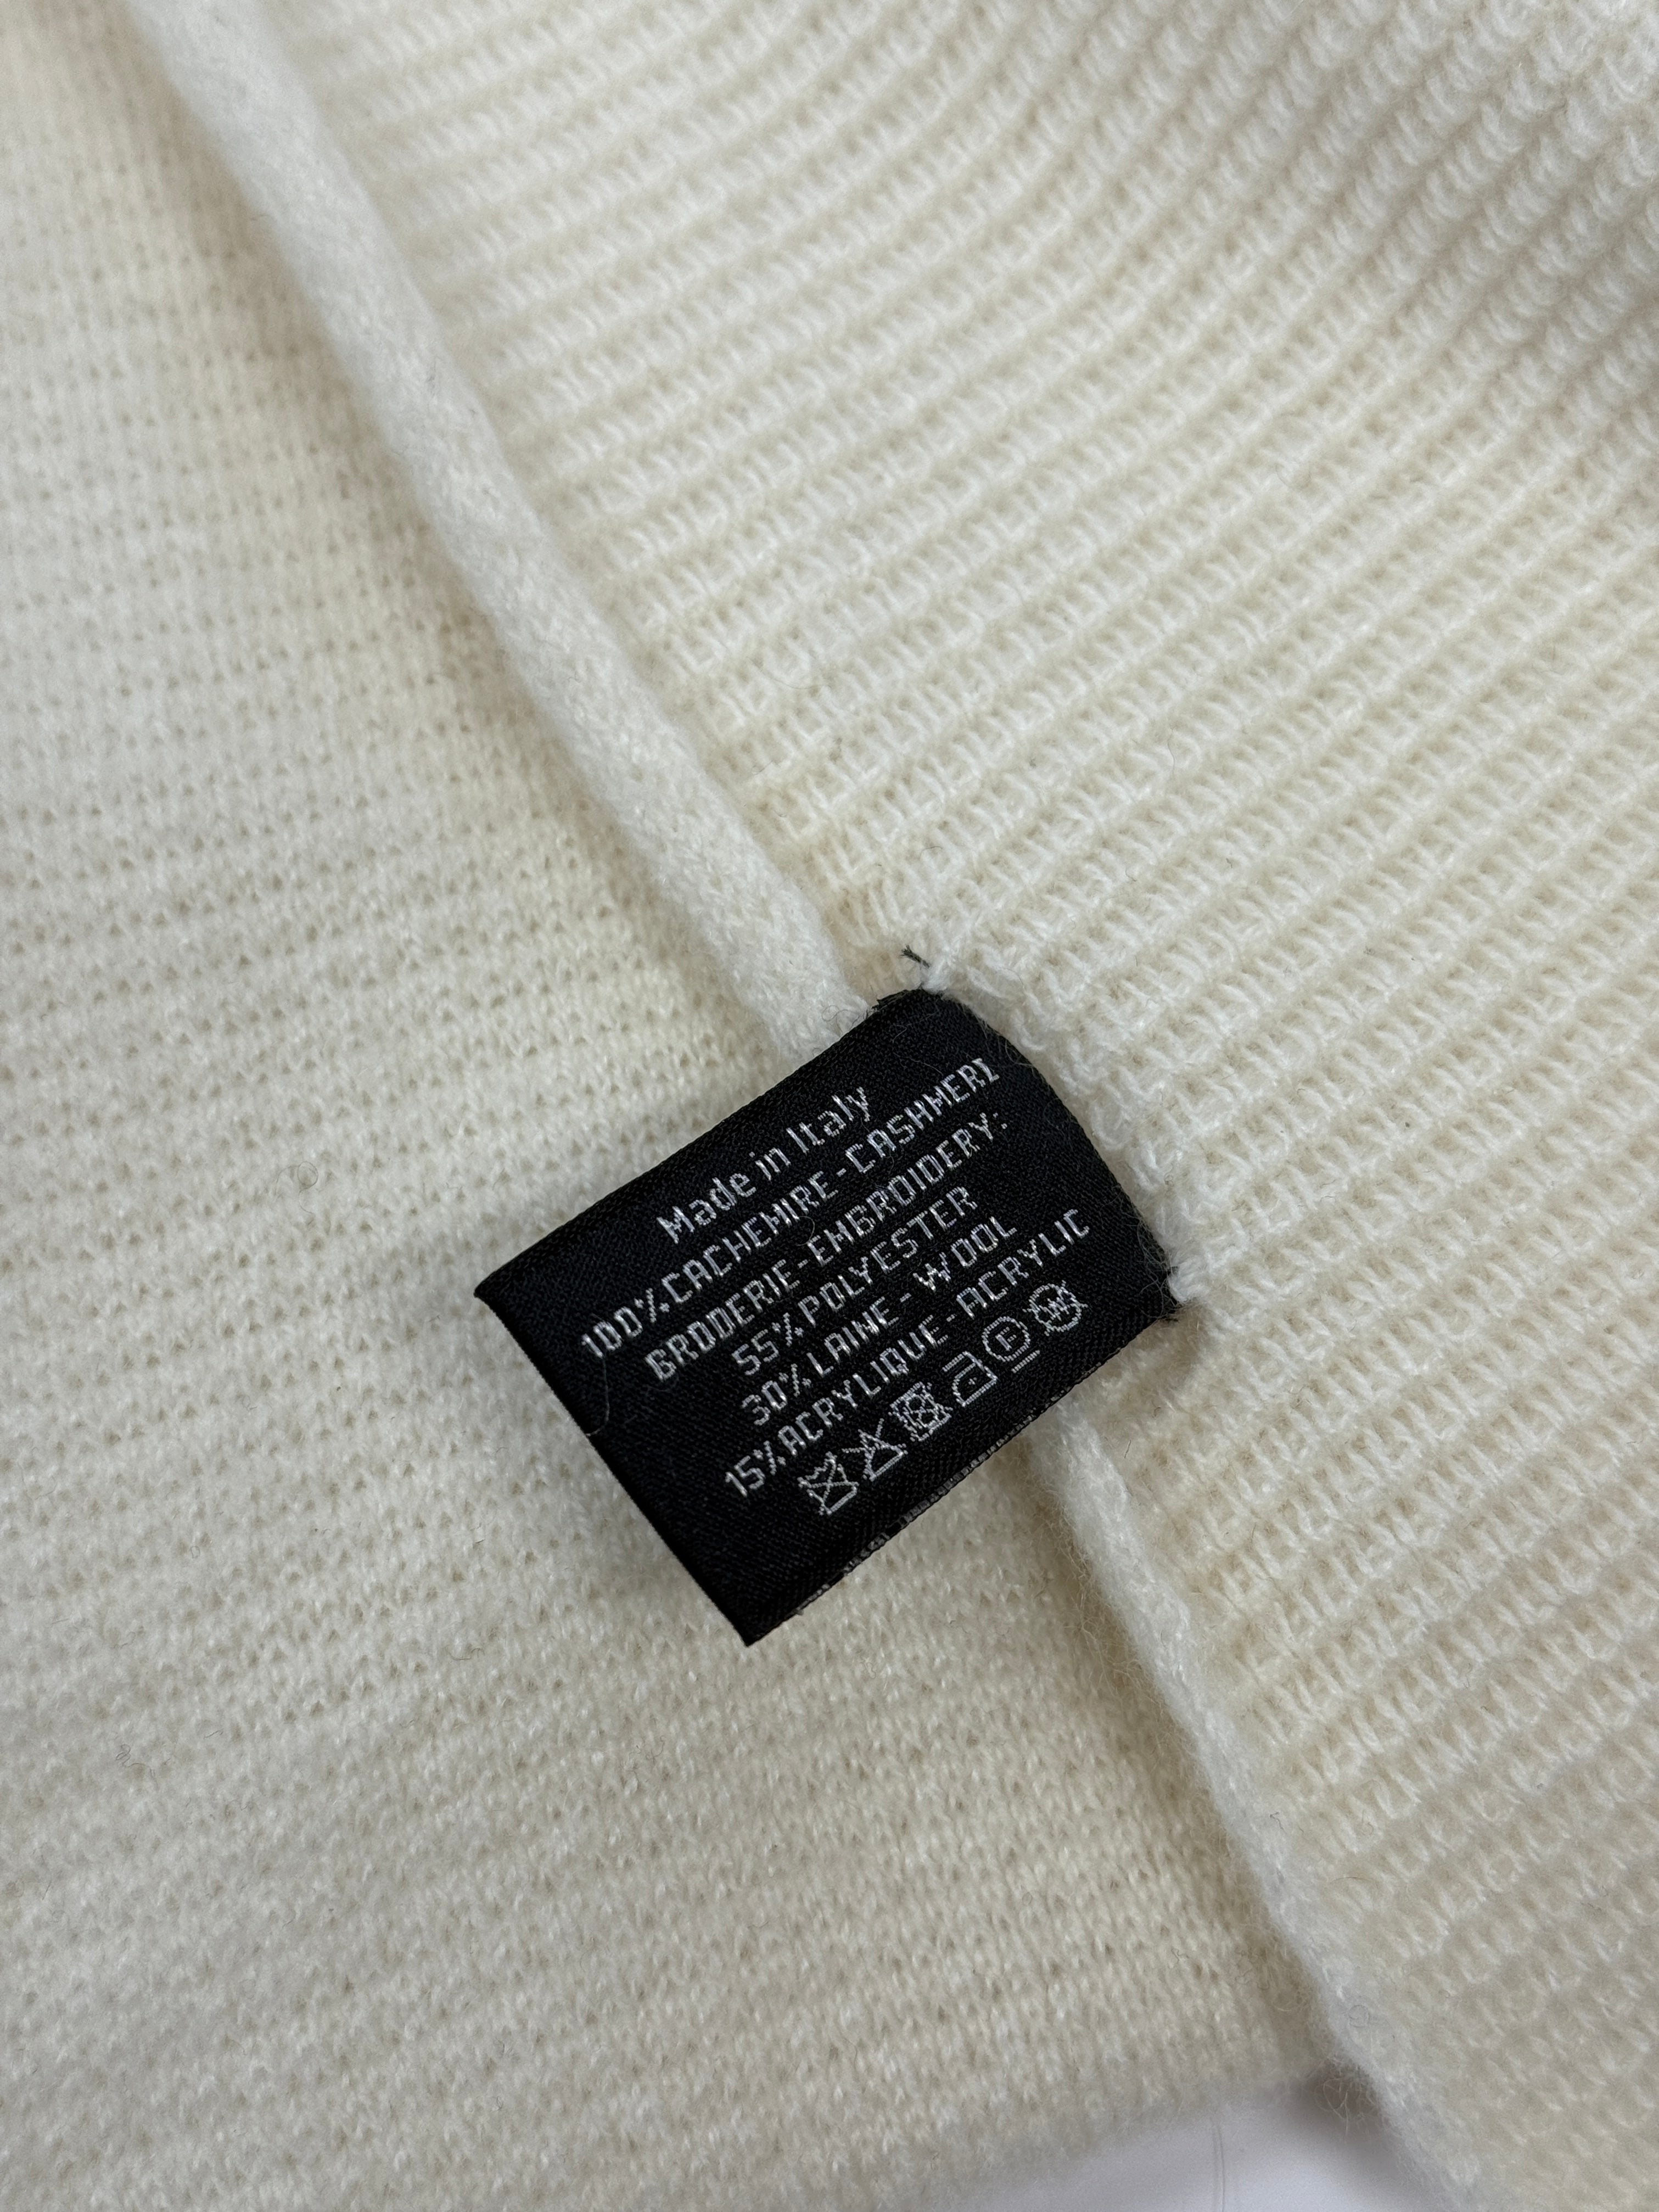 Made in Italy
100% CACHEMIRE - CASHMERE
BRODERIE - EMBROIDERY:
55% POLYESTER
30% LAINE - WOOL
15% ACRYLIQUE - ACRYLIC